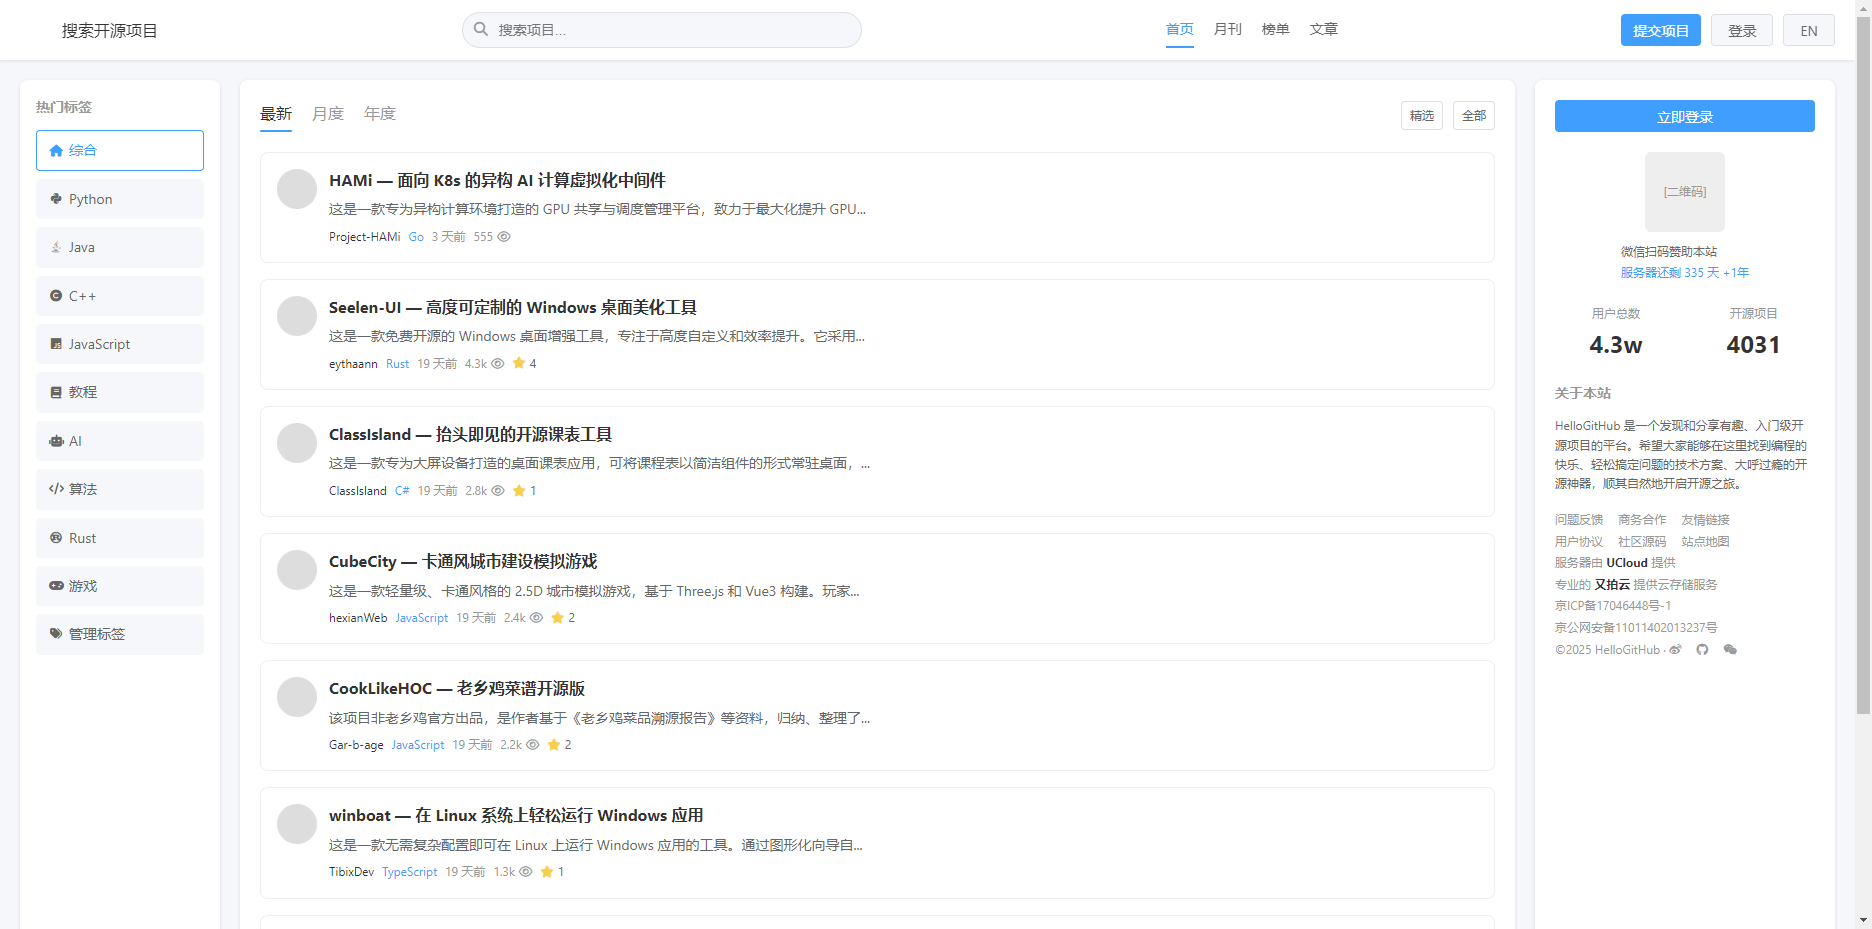 搜索开源项目
搜索项目...
首页 月刊 榜单 文章
提交项目 登录 EN
热门标签
综合
Python
Java
C++
JavaScript
教程
AI
算法
Rust
游戏
管理标签
最新 月度 年度
精选 全部
HAMi — 面向 K8s 的异构 AI 计算虚拟化中间件
这是一款专为异构计算环境打造的 GPU 共享与调度管理平台，致力于最大化提升 GPU...
Project-HAMi Go 3 天前 555
Seelen-UI — 高度可定制的 Windows 桌面美化工具
这是一款免费开源的 Windows 桌面增强工具，专注于高度自定义和效率提升。它采用...
eythaann Rust 19 天前 4.3k 4
ClassIsland — 抬头即见的开源课表工具
这是一款专为大屏设备打造的桌面课表应用，可将课程表以简洁组件的形式常驻桌面，...
ClassIsland C# 19 天前 2.8k 1
CubeCity — 卡通风城市建设模拟游戏
这是一款轻量级、卡通风格的 2.5D 城市模拟游戏，基于 Three.js 和 Vue3 构建。玩家...
hexianWeb JavaScript 19 天前 2.4k 2
CookLikeHOC — 老乡鸡菜谱开源版
该项目非老乡鸡官方出品，是作者基于《老乡鸡菜品溯源报告》等资料，归纳、整理了...
Gar-b-age JavaScript 19 天前 2.2k 2
winboat — 在 Linux 系统上轻松运行 Windows 应用
这是一款无需复杂配置即可在 Linux 上运行 Windows 应用的工具。通过图形化向导自...
TibixDev TypeScript 19 天前 1.3k 1
立即登录
[二维码]
微信扫码赞助本站
服务器还剩 335 天 +1年
用户总数 开源项目
4.3w 4031
关于本站
HelloGitHub 是一个发现和分享有趣、入门级开
源项目的平台。希望大家能够在这里找到编程的
快乐、轻松搞定问题的技术方案、大呼过瘾的开
源神器，顺其自然地开启开源之旅。
问题反馈 商务合作 友情链接
用户协议 社区源码 站点地图
服务器由 UCloud 提供
专业的 又拍云 提供云存储服务
京ICP备17046448号-1
京公网安备11011402013237号
©2025 HelloGitHub ·